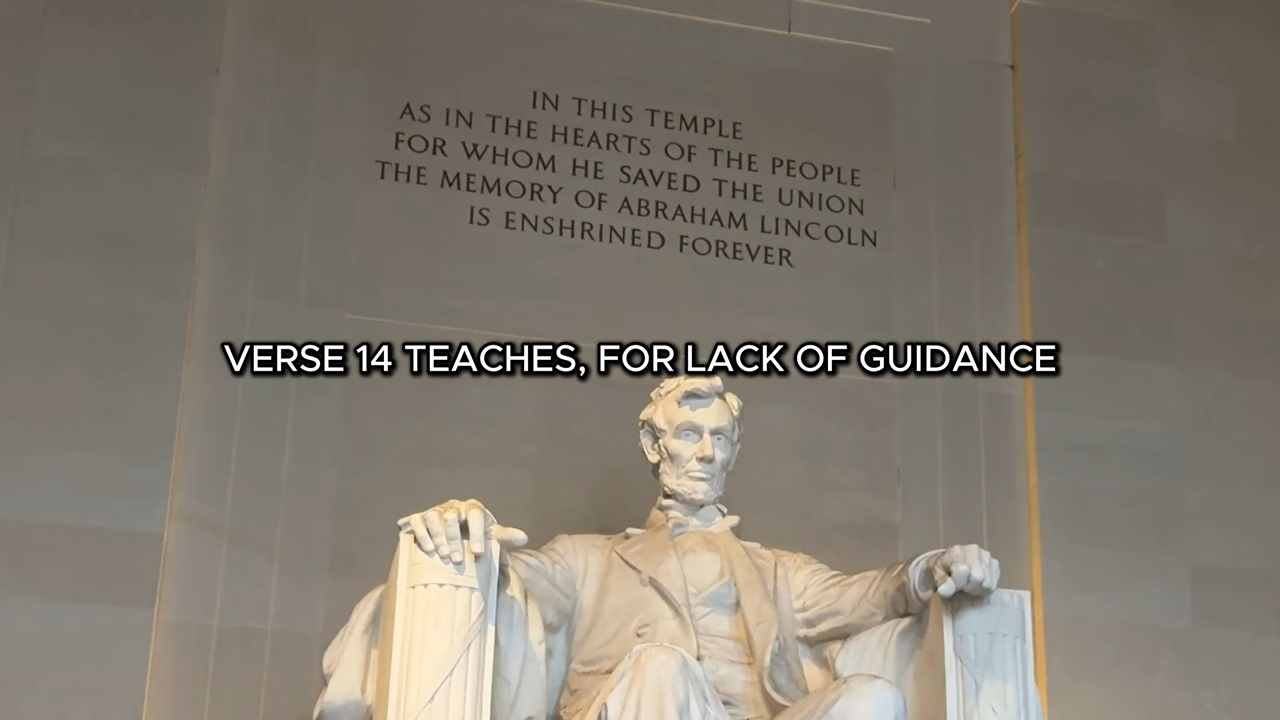 IN THIS TEMPLE
AS IN THE HEARTS OF THE PEOPLE
FOR WHOM HE SAVED THE UNION
THE MEMORY OF ABRAHAM LINCOLN
IS ENSHRINED FOREVER
VERSE 14 TEACHES, FOR LACK OF GUIDANCE